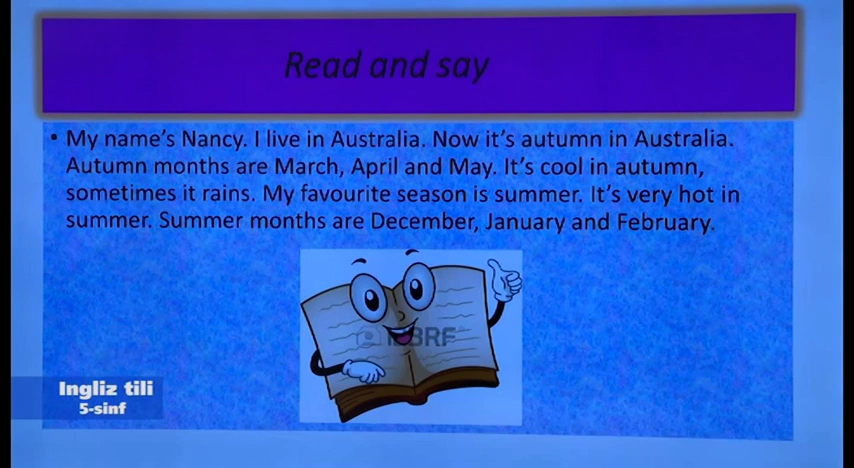 Read and say
• My name's Nancy. I live in Australia. Now it's autumn in Australia.
Autumn months are March, April and May. It's cool in autumn,
sometimes it rains. My favourite season is summer. It's very hot in
summer. Summer months are December, January and February.
Ingliz tili
5-sinf